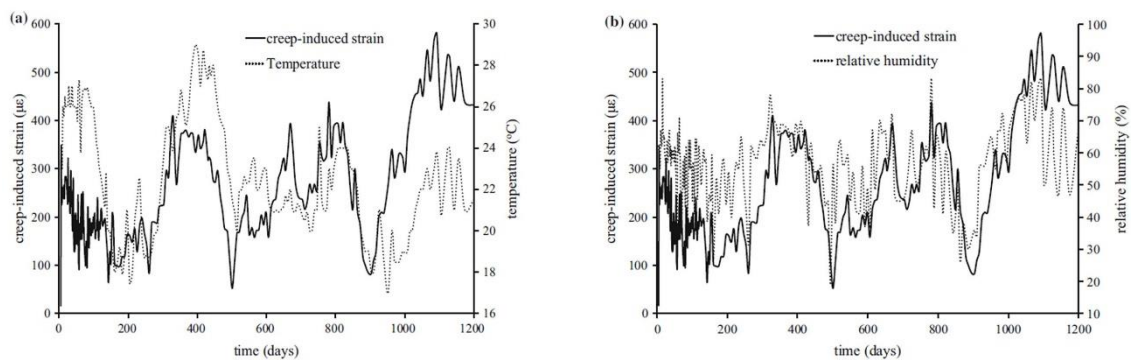 (a)
600
500
400
300
200
100
0
creep-induced strain (µε)
creep-induced strain
Temperature
30
28
26
24
22
20
18
16
temperature (°C)
0 200 400 600 800 1000 1200
time (days)
(b)
600
500
400
300
200
100
0
creep-induced strain (µε)
creep-induced strain
relative humidity
100
90
80
70
60
50
40
30
20
10
relative humidity (%)
0 200 400 600 800 1000 1200
time (days)